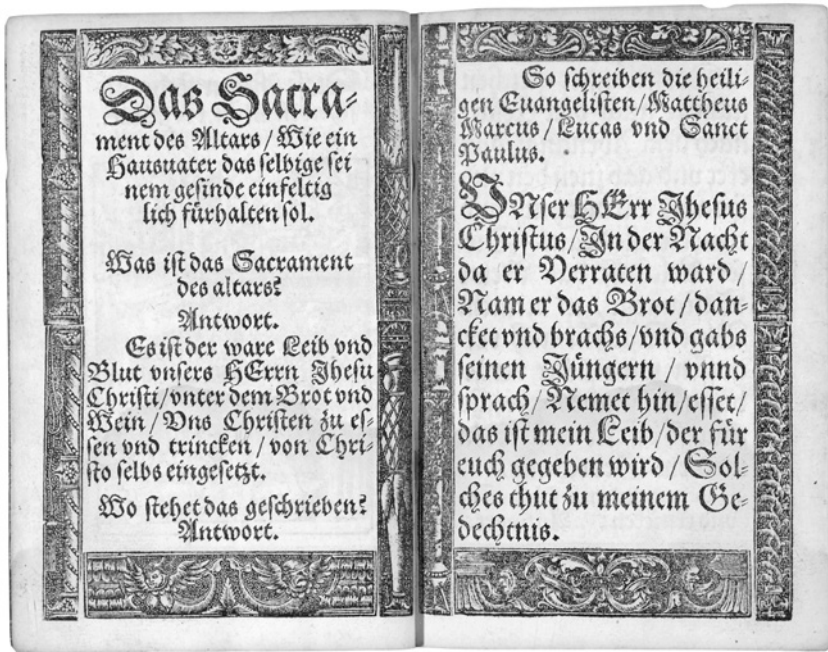 Das Sacra-
ment des Altars / Wie ein
Hausuater das selbige sei
nem gesinde einfeltig
lich fürhalten sol.
Was ist das Sacrament
des altars?
Antwort.
Es ist der ware Leib vnd
Blut vnsers HErrn Jhesu
Christi / vnter dem Brot vnd
Wein / Vns Christen zu es-
sen vnd trincken / von Chri-
sto selbs eingesetzt.
Wo stehet das geschrieben?
Antwort.
So schreiben die heili-
gen Euangelisten / Mattheus
Marcus / Lucas vnd Sanct
Paulus.
VNser HErr Jhesus
Christus / In der Nacht
da er Verraten ward /
Nam er das Brot / dan-
cket vnd brachs / vnd gabs
seinen Jüngern / vnnd
sprach / Nemet hin / esset /
das ist mein Leib / der für
euch gegeben wird / Sol-
ches thut zu meinem Ge-
dechtnis.